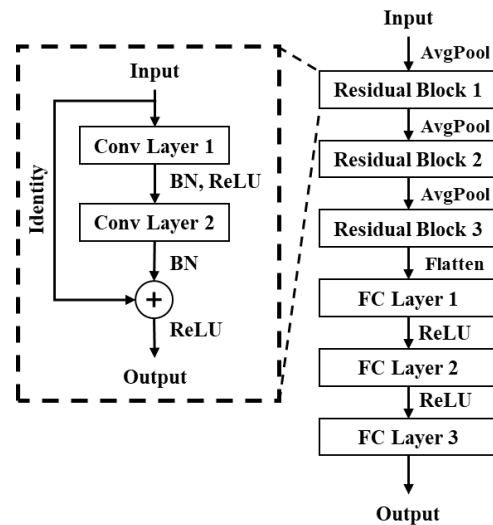 Input
Conv Layer 1
BN, ReLU
Identity
Conv Layer 2
BN
+
ReLU
Output
Input
AvgPool
Residual Block 1
AvgPool
Residual Block 2
AvgPool
Residual Block 3
Flatten
FC Layer 1
ReLU
FC Layer 2
ReLU
FC Layer 3
Output